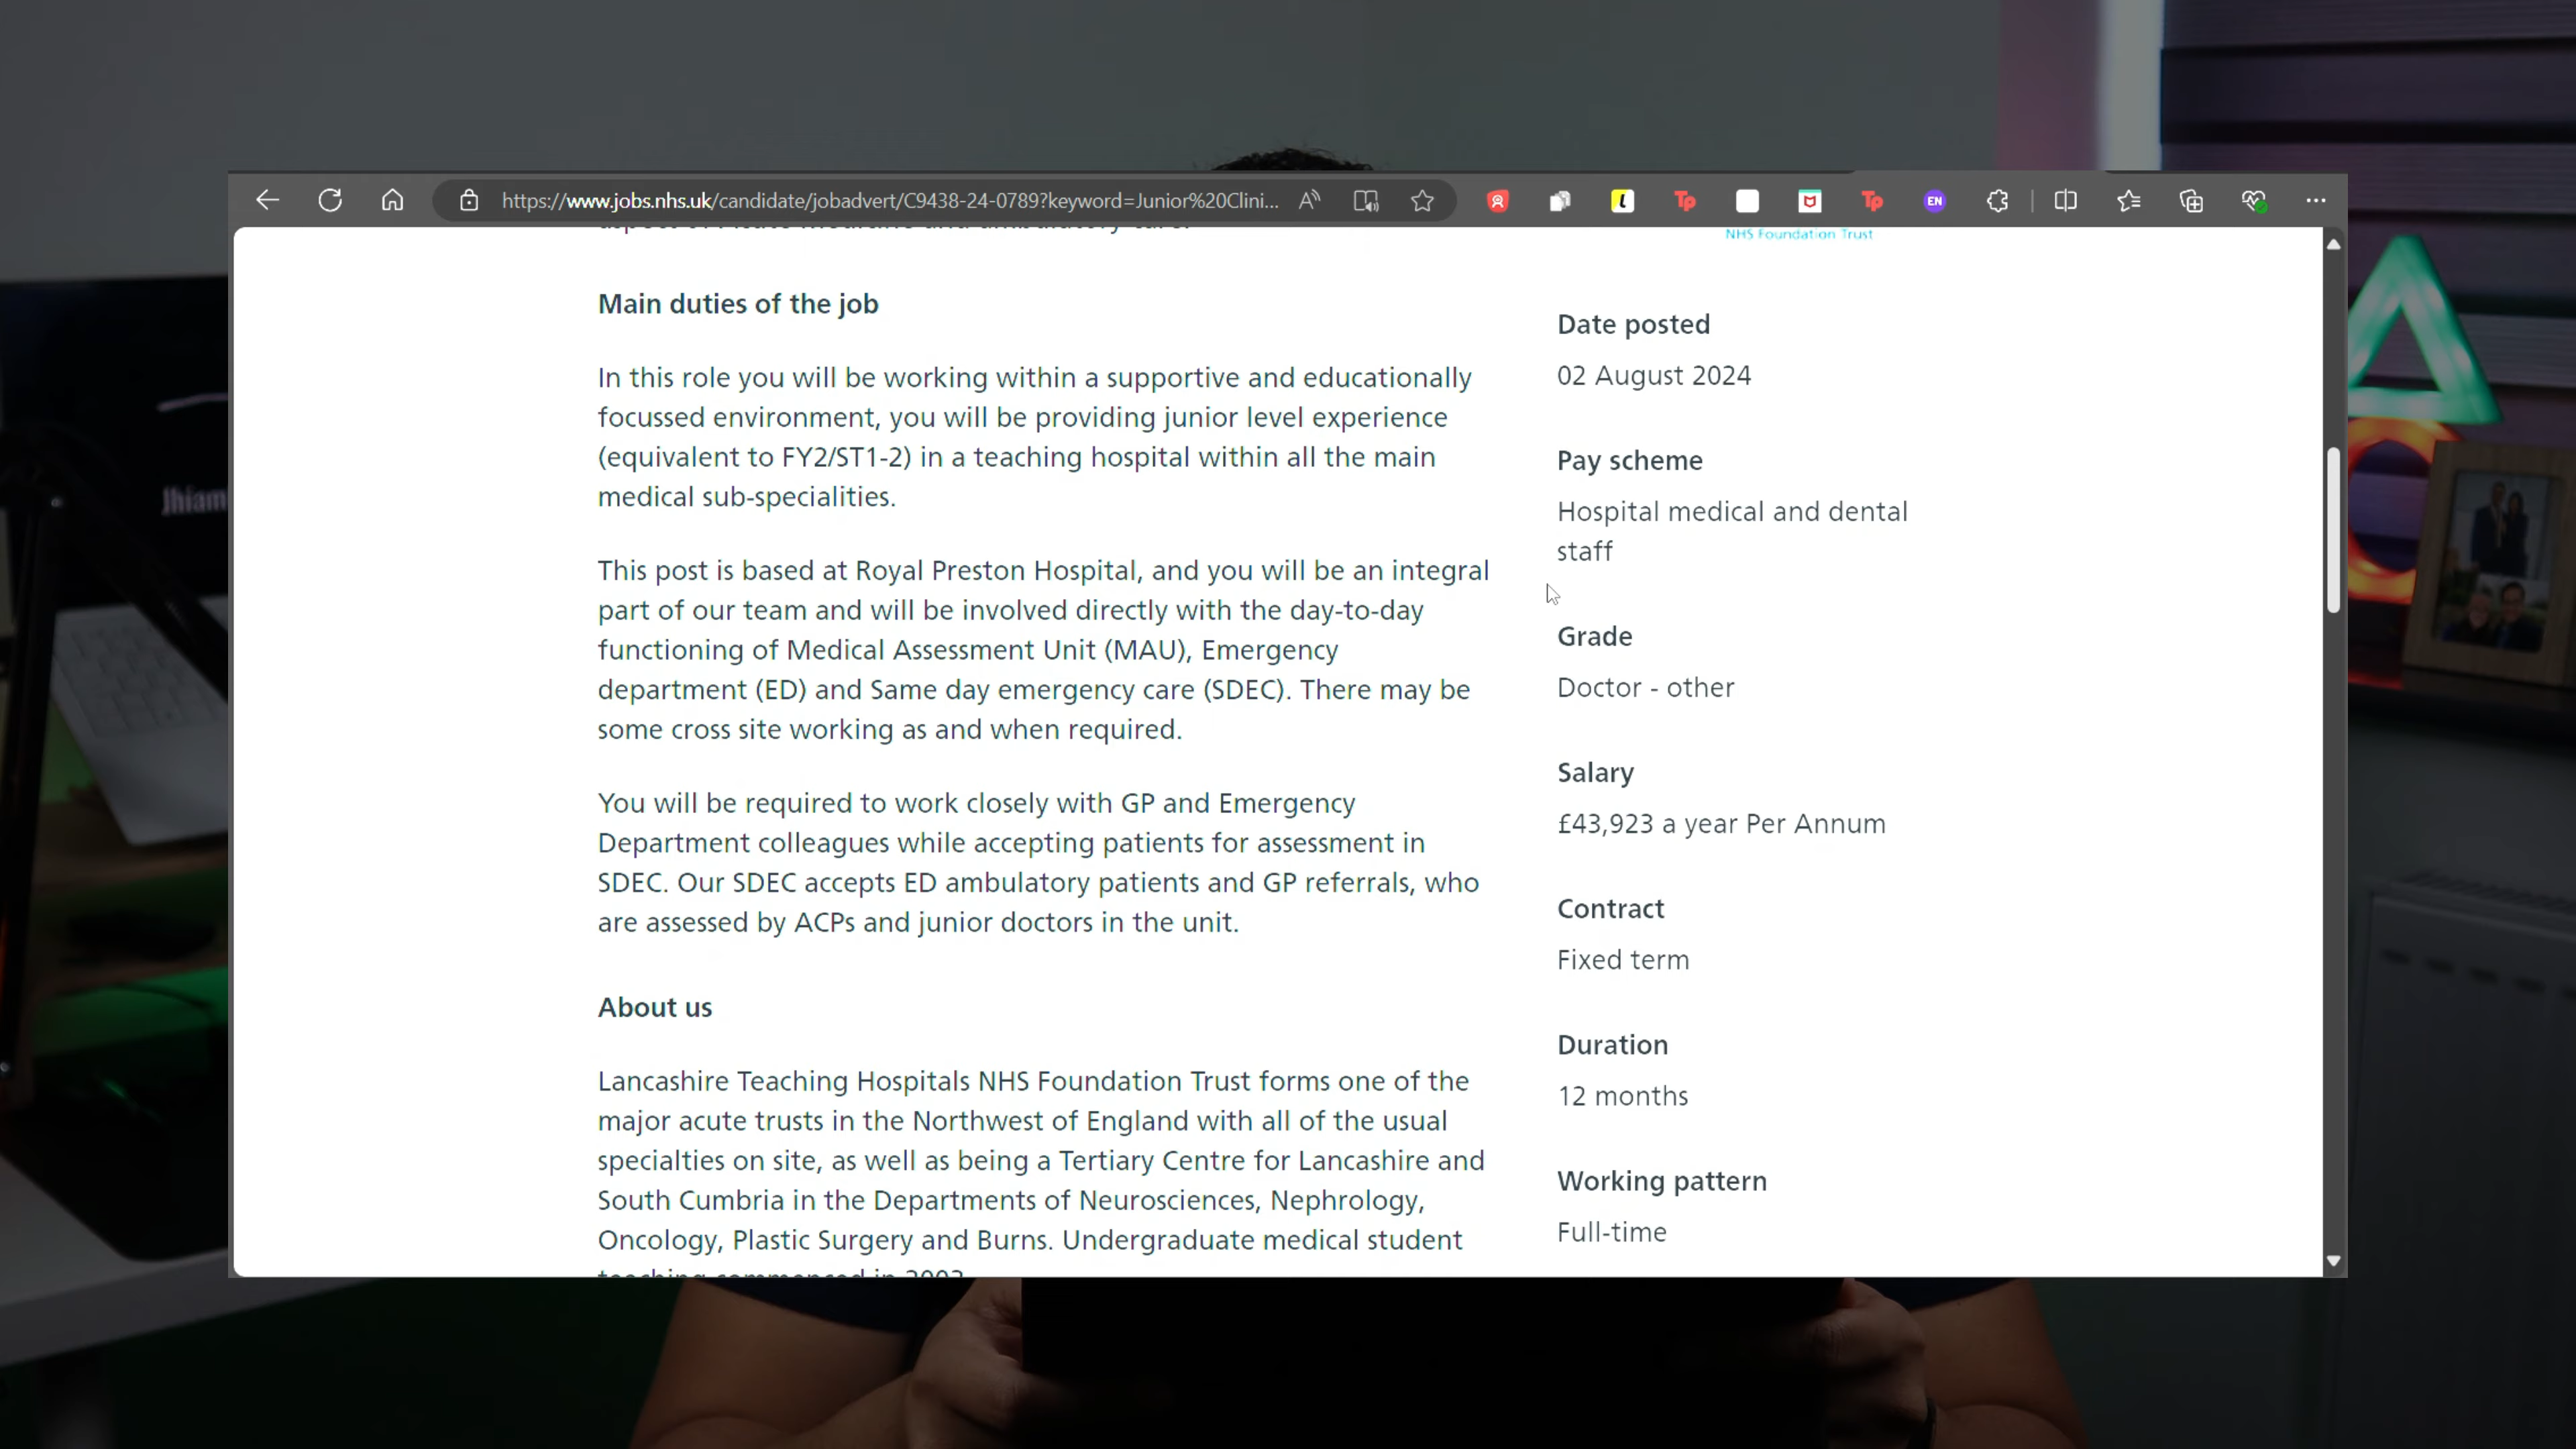 https://www.jobs.nhs.uk/candidate/jobadvert/C9438-24-0789?keyword=Junior%20Clini...
EN
NHS Foundation Trust
Main duties of the job
In this role you will be working within a supportive and educationally
focussed environment, you will be providing junior level experience
(equivalent to FY2/ST1-2) in a teaching hospital within all the main
medical sub-specialities.
This post is based at Royal Preston Hospital, and you will be an integral
part of our team and will be involved directly with the day-to-day
functioning of Medical Assessment Unit (MAU), Emergency
department (ED) and Same day emergency care (SDEC). There may be
some cross site working as and when required.
You will be required to work closely with GP and Emergency
Department colleagues while accepting patients for assessment in
SDEC. Our SDEC accepts ED ambulatory patients and GP referrals, who
are assessed by ACPs and junior doctors in the unit.
About us
Lancashire Teaching Hospitals NHS Foundation Trust forms one of the
major acute trusts in the Northwest of England with all of the usual
specialties on site, as well as being a Tertiary Centre for Lancashire and
South Cumbria in the Departments of Neurosciences, Nephrology,
Oncology, Plastic Surgery and Burns. Undergraduate medical student
Date posted
02 August 2024
Pay scheme
Hospital medical and dental
staff
Grade
Doctor - other
Salary
£43,923 a year Per Annum
Contract
Fixed term
Duration
12 months
Working pattern
Full-time